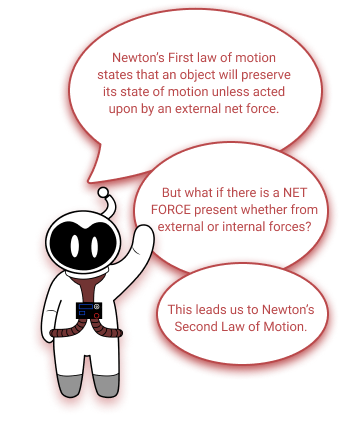 Newton’s First law of motion
states that an object will preserve
its state of motion unless acted
upon by an external net force.
But what if there is a NET
FORCE present whether from
external or internal forces?
This leads us to Newton’s
Second Law of Motion.